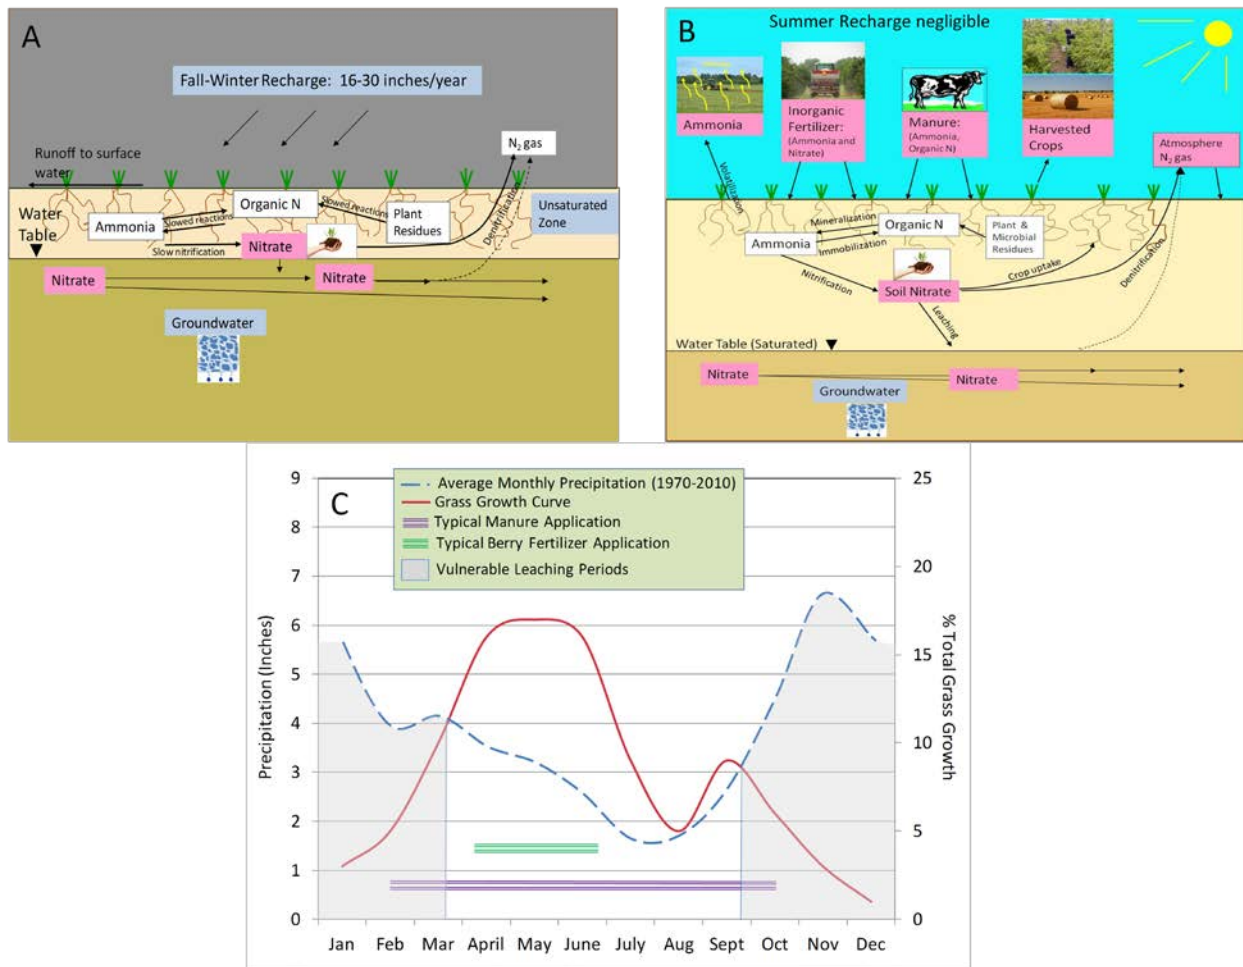 A
Fall-Winter Recharge: 16-30 inches/year
N2 gas
Runoff to surface
water
Water
Table
Ammonia
Slowed reactions
Organic N
Slowed reactions
Plant
Residues
Denitrification
Unsaturated
Zone
Slow nitrification
Nitrate
Nitrate
Nitrate
Groundwater
B
Summer Recharge negligible
Ammonia
Inorganic
Fertilizer:
(Ammonia and
Nitrate)
Manure:
(Ammonia,
Organic N)
Harvested
Crops
Atmosphere
N2 gas
Volatilization
Mineralization
Organic N
Ammonia
Immobilization
Plant &
Microbial
Residues
Nitrification
Soil Nitrate
Crop uptake
Denitrification
Leaching
Water Table (Saturated)
Nitrate
Nitrate
Groundwater
C
Average Monthly Precipitation (1970-2010)
Grass Growth Curve
Typical Manure Application
Typical Berry Fertilizer Application
Vulnerable Leaching Periods
Precipitation (Inches)
9
8
7
6
5
4
3
2
1
0
% Total Grass Growth
25
20
15
10
5
0
Jan Feb Mar April May June July Aug Sept Oct Nov Dec